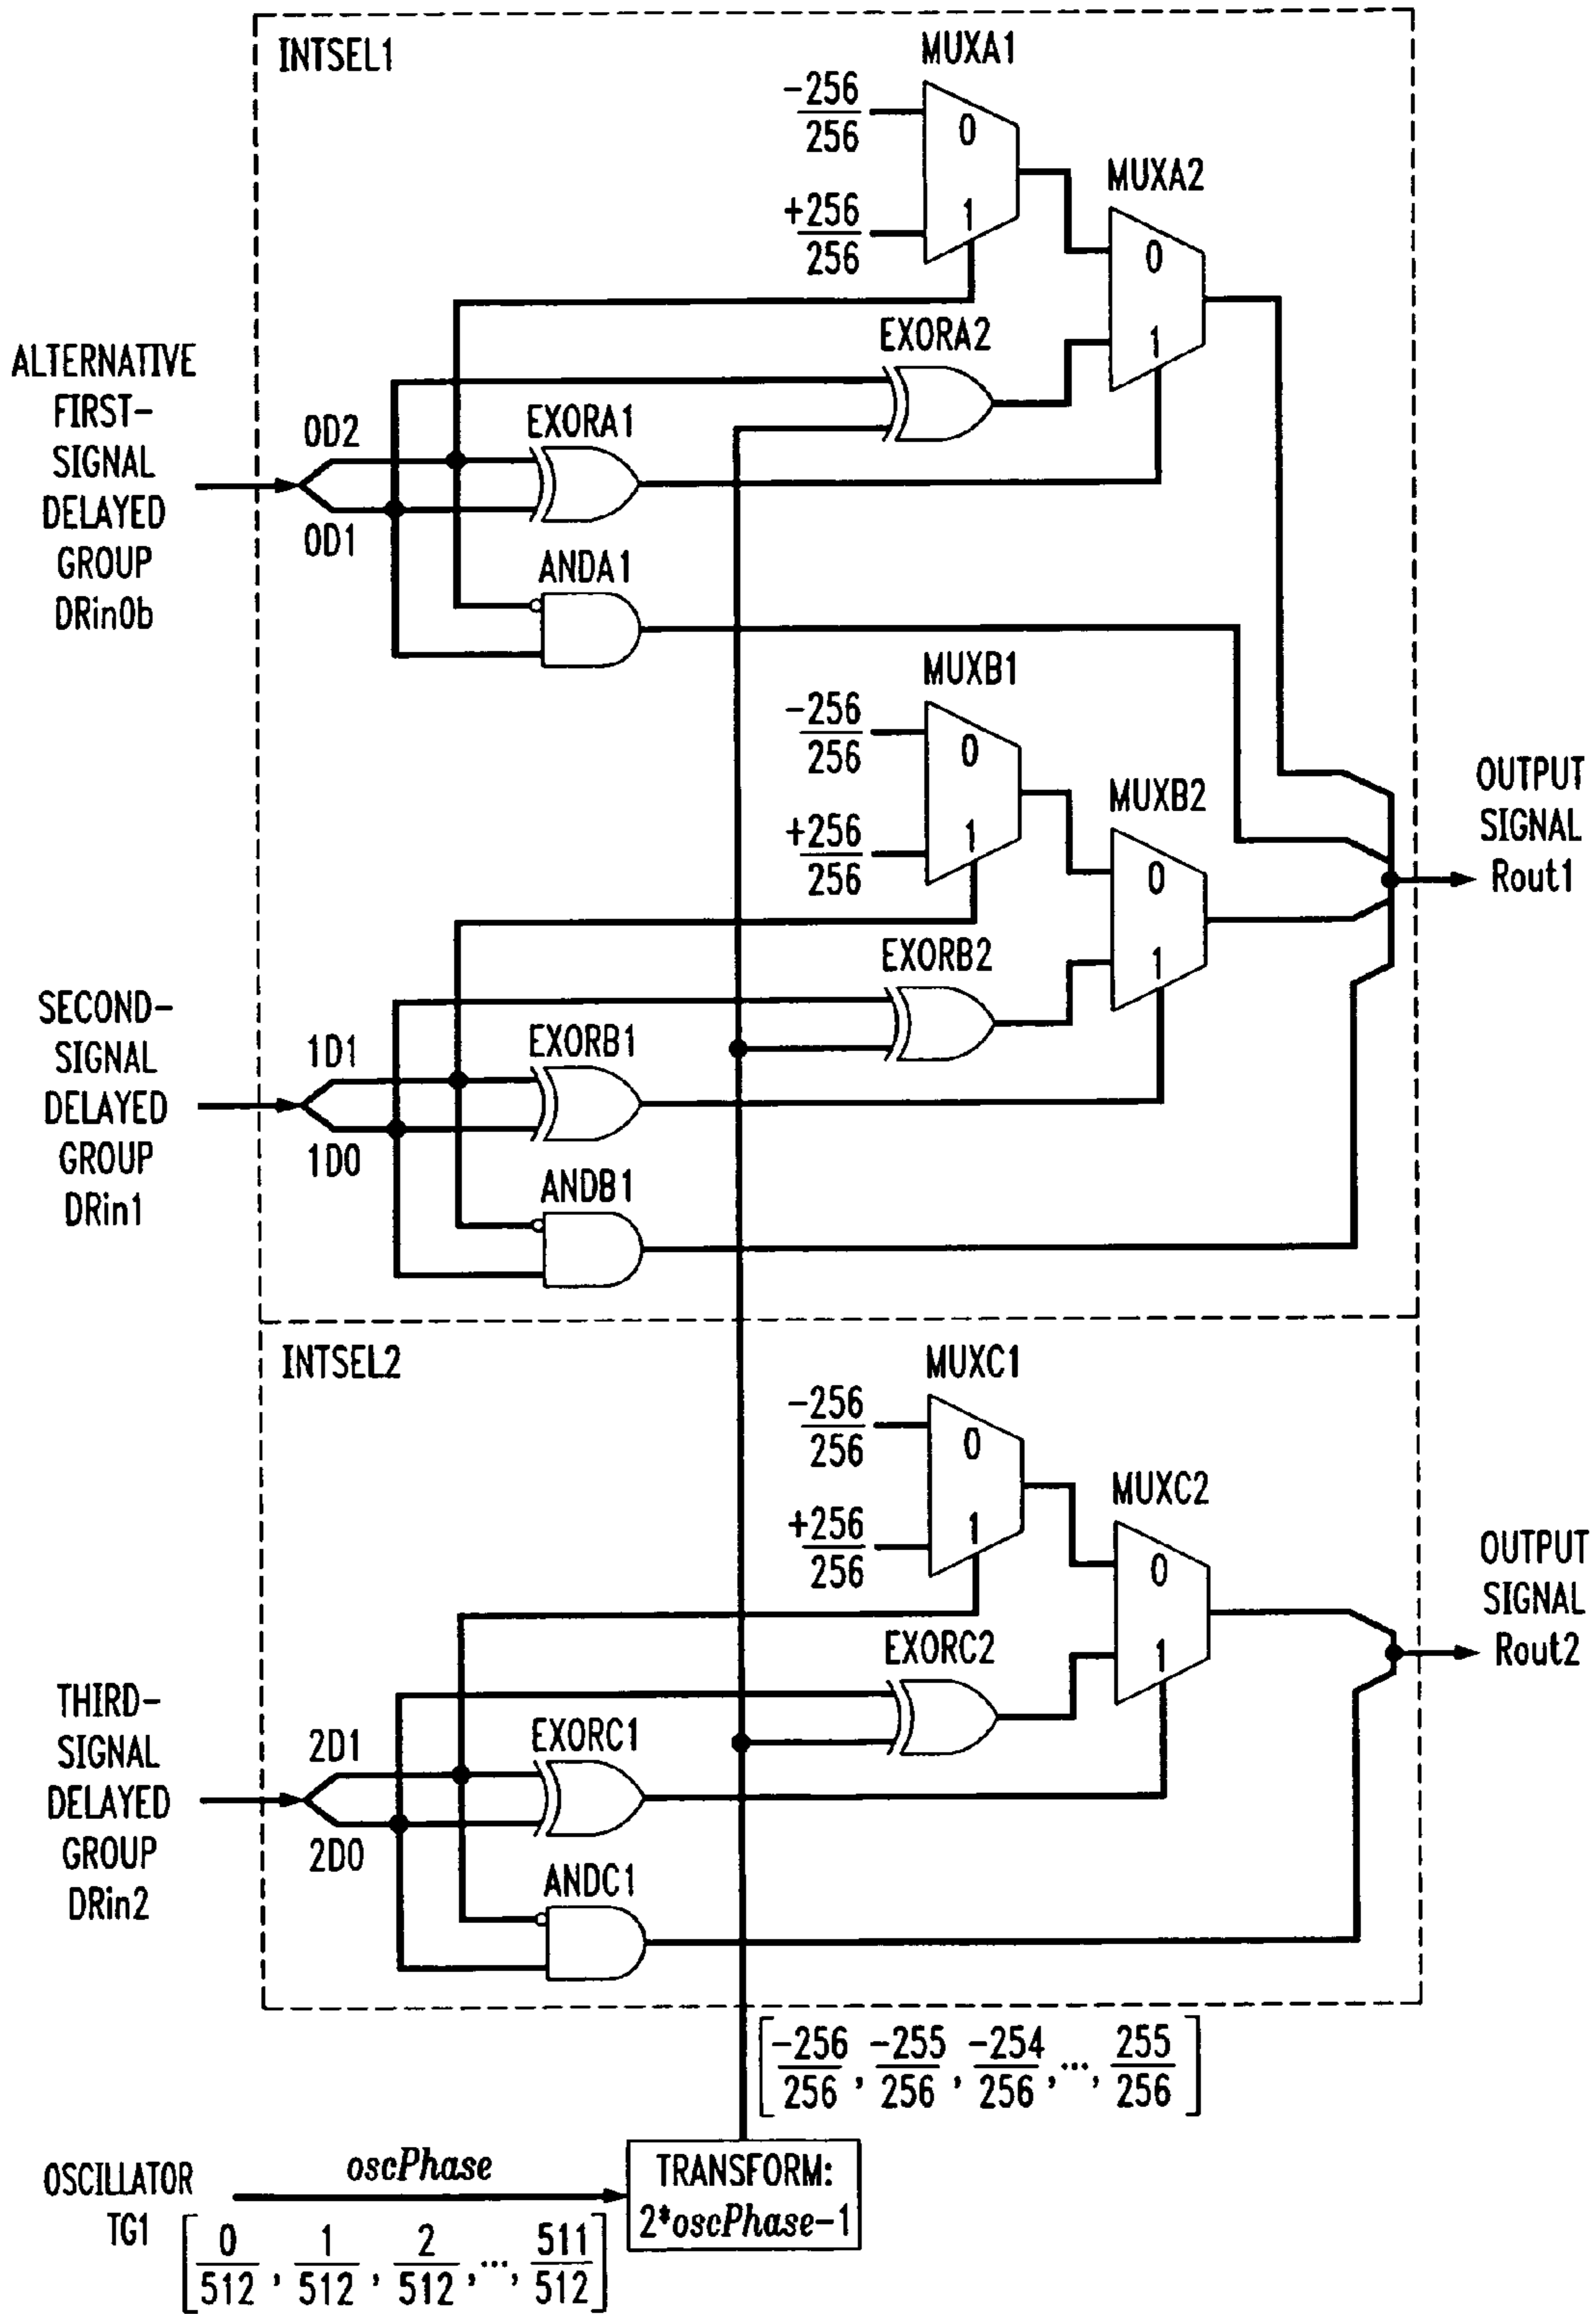 INTSEL1
MUXA1
-256
256
0
+256
256
1
MUXA2
0
1
EXORA2
ALTERNATIVE
FIRST-
SIGNAL
DELAYED
GROUP
DRin0b
0D2
0D1
EXORA1
ANDA1
MUXB1
-256
256
0
+256
256
1
MUXB2
0
1
OUTPUT
SIGNAL
Rout1
EXORB2
SECOND-
SIGNAL
DELAYED
GROUP
DRin1
1D1
1D0
EXORB1
ANDB1
INTSEL2
MUXC1
-256
256
0
+256
256
1
MUXC2
0
1
OUTPUT
SIGNAL
Rout2
EXORC2
THIRD-
SIGNAL
DELAYED
GROUP
DRin2
2D1
2D0
EXORC1
ANDC1
[-256/256, -255/256, -254/256, ..., 255/256]
OSCILLATOR
TG1
oscPhase
[0/512, 1/512, 2/512, ..., 511/512]
TRANSFORM:
2*oscPhase-1